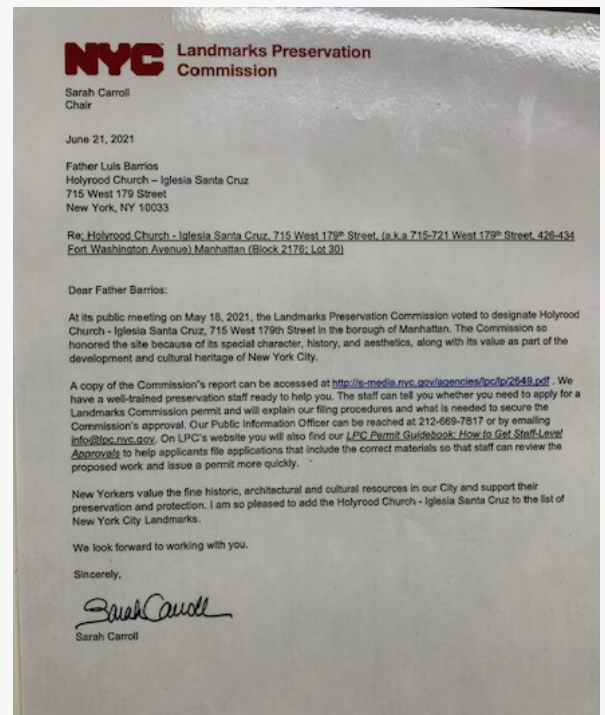 NYC Landmarks Preservation
Commission
Sarah Carroll
Chair
June 21, 2021
Father Luis Barrios
Holyrood Church – Iglesia Santa Cruz
715 West 179 Street
New York, NY 10033
Re: Holyrood Church - Iglesia Santa Cruz, 715 West 179th Street, (a.k.a 715-721 West 179th Street, 426-434
Fort Washington Avenue) Manhattan (Block 2176; Lot 30)
Dear Father Barrios:
At its public meeting on May 18, 2021, the Landmarks Preservation Commission voted to designate Holyrood
Church - Iglesia Santa Cruz, 715 West 179th Street in the borough of Manhattan. The Commission so
honored the site because of its special character, history, and aesthetics, along with its value as part of the
development and cultural heritage of New York City.
A copy of the Commission's report can be accessed at http://s-media.nyc.gov/agencies/lpc/lp/2649.pdf . We
have a well-trained preservation staff ready to help you. The staff can tell you whether you need to apply for a
Landmarks Commission permit and will explain our filing procedures and what is needed to secure the
Commission's approval. Our Public Information Officer can be reached at 212-669-7817 or by emailing
info@lpc.nyc.gov. On LPC's website you will also find our LPC Permit Guidebook: How to Get Staff-Level
Approvals to help applicants file applications that include the correct materials so that staff can review the
proposed work and issue a permit more quickly.
New Yorkers value the fine historic, architectural and cultural resources in our City and support their
preservation and protection. I am so pleased to add the Holyrood Church - Iglesia Santa Cruz to the list of
New York City Landmarks.
We look forward to working with you.
Sincerely,
Sarah Carroll
Sarah Carroll